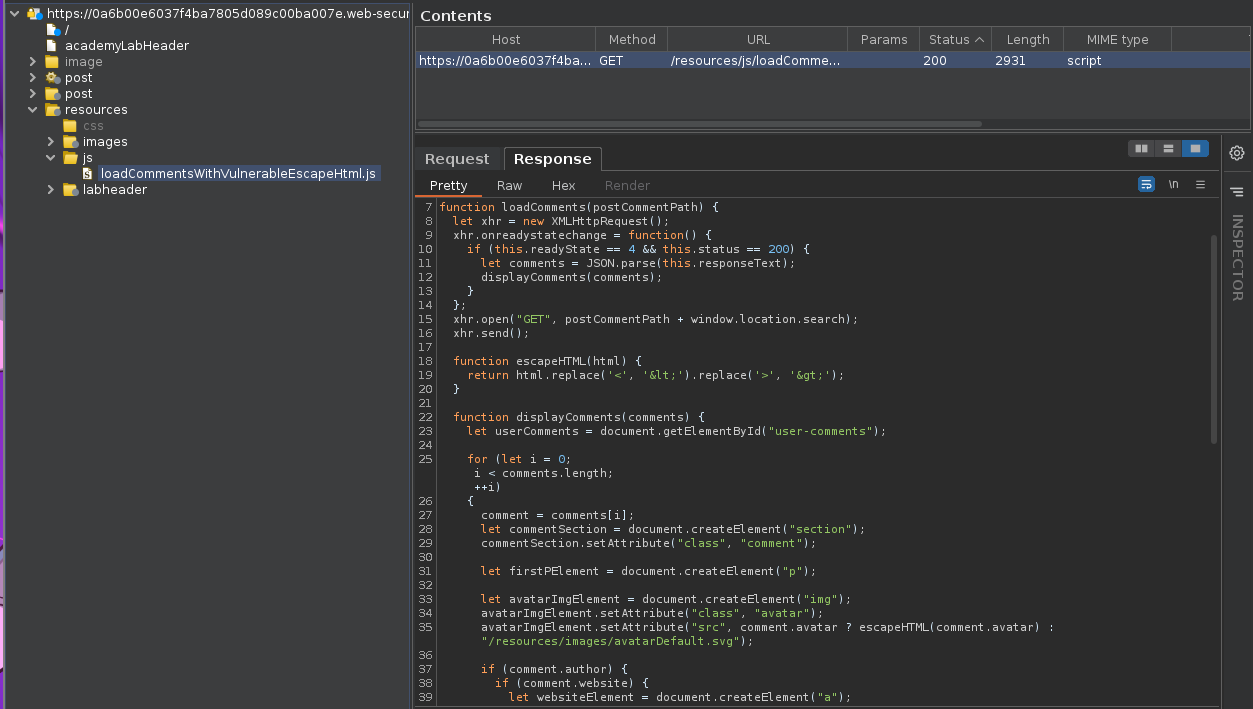 https://0a6b00e6037f4ba7805d089c00ba007e.web-secur
/
academyLabHeader
image
post
post
resources
css
images
js
loadCommentsWithVulnerableEscapeHtml.js
labheader
Contents
Host Method URL Params Status Length MIME type
https://0a6b00e6037f4ba... GET /resources/js/loadComme... 200 2931 script
Request Response
Pretty Raw Hex Render \n
INSPECTOR
7 function loadComments(postCommentPath) {
8 let xhr = new XMLHttpRequest();
9 xhr.onreadystatechange = function() {
10 if (this.readyState == 4 && this.status == 200) {
11 let comments = JSON.parse(this.responseText);
12 displayComments(comments);
13 }
14 };
15 xhr.open("GET", postCommentPath + window.location.search);
16 xhr.send();
17
18 function escapeHTML(html) {
19 return html.replace('<', '&lt;').replace('>', '&gt;');
20 }
21
22 function displayComments(comments) {
23 let userComments = document.getElementById("user-comments");
24
25 for (let i = 0;
i < comments.length;
++i)
26 {
27 comment = comments[i];
28 let commentSection = document.createElement("section");
29 commentSection.setAttribute("class", "comment");
30
31 let firstPElement = document.createElement("p");
32
33 let avatarImgElement = document.createElement("img");
34 avatarImgElement.setAttribute("class", "avatar");
35 avatarImgElement.setAttribute("src", comment.avatar ? escapeHTML(comment.avatar) :
"/resources/images/avatarDefault.svg");
36
37 if (comment.author) {
38 if (comment.website) {
39 let websiteElement = document.createElement("a");